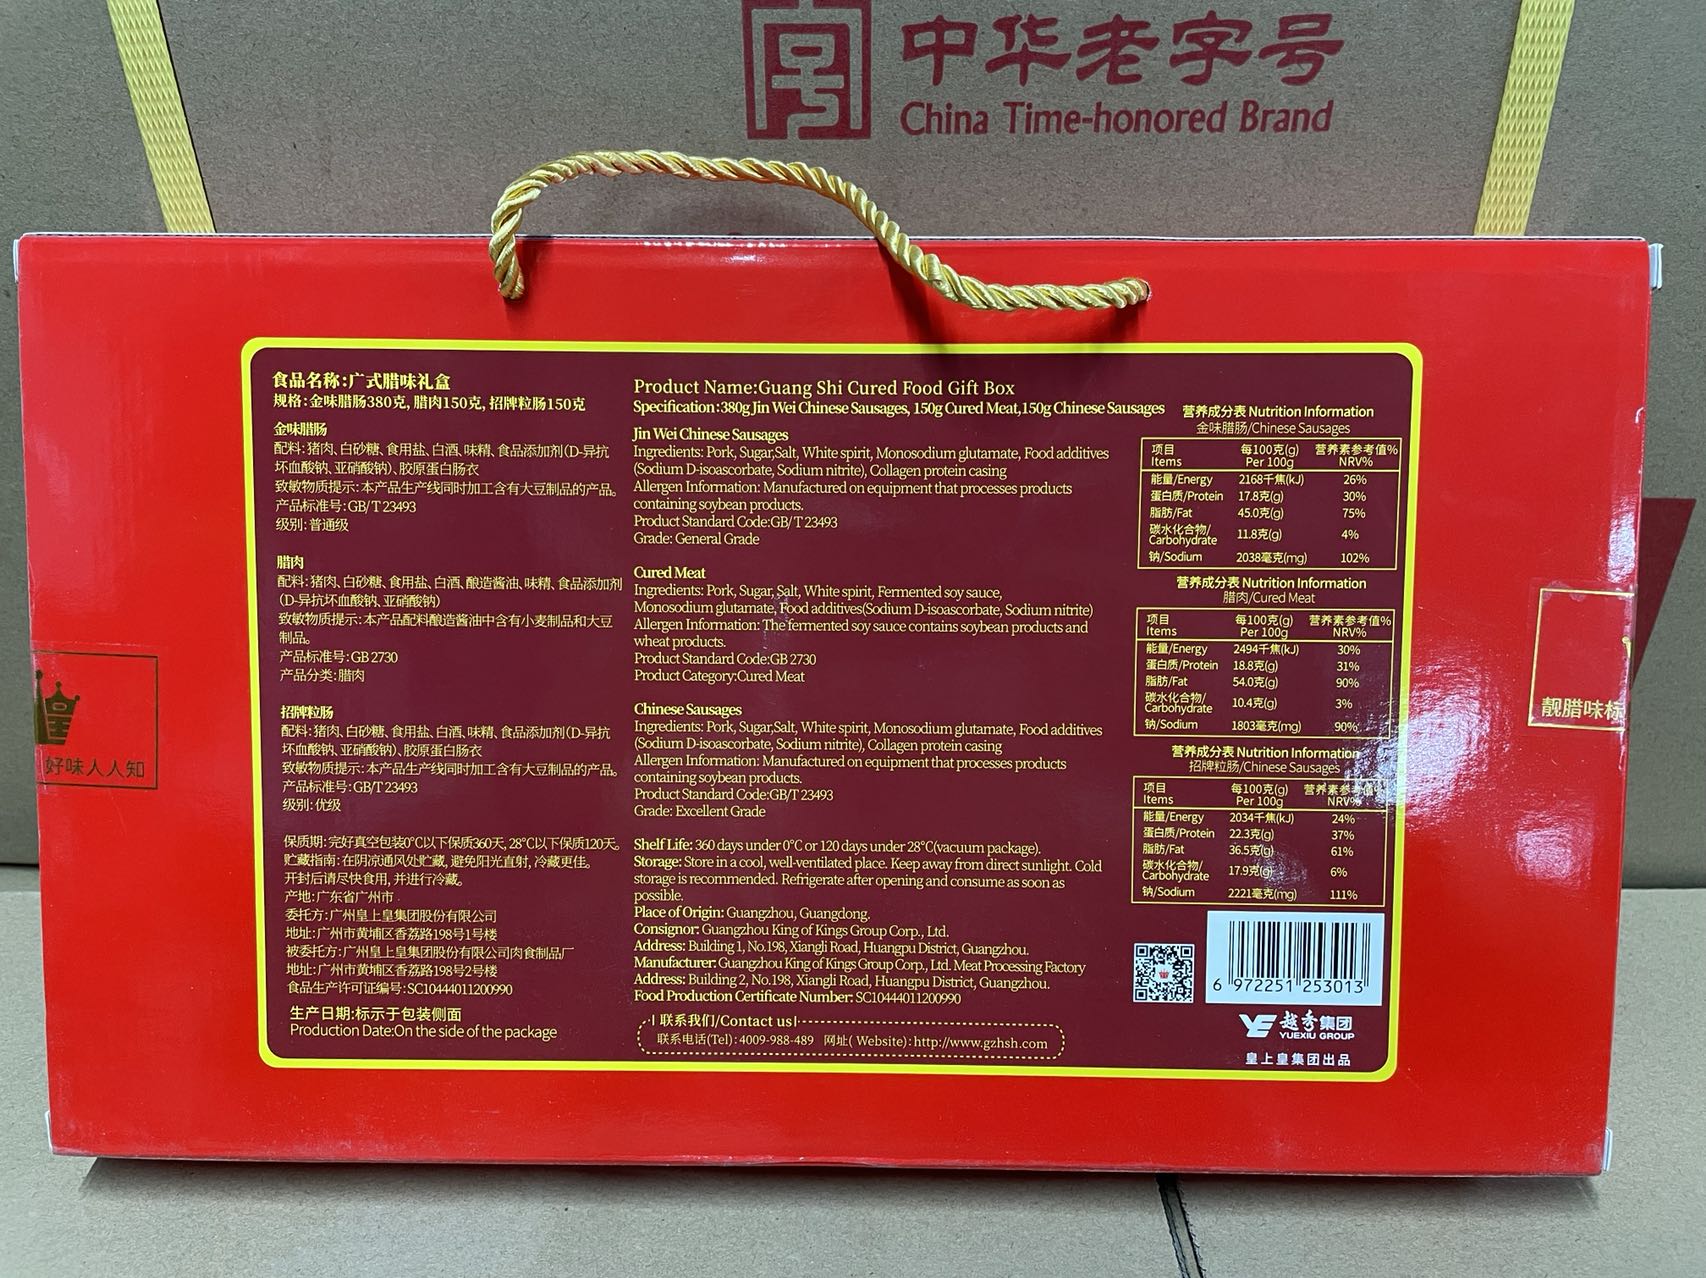 中华老字号
China Time-honored Brand
食品名称:广式腊味礼盒
规格:金味腊肠380克, 腊肉150克, 招牌粒肠150克
金味腊肠
配料:猪肉、白砂糖、食用盐、白酒、味精、食品添加剂(D-异抗
坏血酸钠、亚硝酸钠)、胶原蛋白肠衣
致敏物质提示:本产品生产线同时加工含有大豆制品的产品。
产品标准号:GB/T 23493
级别:普通级
腊肉
配料:猪肉、白砂糖、食用盐、白酒、酿造酱油、味精、食品添加剂
(D-异抗坏血酸钠、亚硝酸钠)
致敏物质提示:本产品配料酿造酱油中含有小麦制品和大豆
制品。
产品标准号:GB 2730
产品分类:腊肉
招牌粒肠
配料:猪肉、白砂糖、食用盐、白酒、味精、食品添加剂(D-异抗
坏血酸钠、亚硝酸钠)、胶原蛋白肠衣
致敏物质提示:本产品生产线同时加工含有大豆制品的产品。
产品标准号:GB/T 23493
级别:优级
保质期:完好真空包装0°C以下保质360天, 28°C以下保质120天。
贮藏指南:在阴凉通风处贮藏, 避免阳光直射, 冷藏更佳。
开封后请尽快食用, 并进行冷藏。
产地:广东省广州市
委托方:广州皇上皇集团股份有限公司
地址:广州市黄埔区香荔路198号1号楼
被委托方:广州皇上皇集团股份有限公司肉食制品厂
地址:广州市黄埔区香荔路198号2号楼
食品生产许可证编号:SC10444011200990
生产日期:标示于包装侧面
Production Date:On the side of the package
Product Name:Guang Shi Cured Food Gift Box
Specification:380g Jin Wei Chinese Sausages, 150g Cured Meat,150g Chinese Sausages
Jin Wei Chinese Sausages
Ingredients: Pork, Sugar,Salt, White spirit, Monosodium glutamate, Food additives
(Sodium D-isoascorbate, Sodium nitrite), Collagen protein casing
Allergen Information: Manufactured on equipment that processes products
containing soybean products.
Product Standard Code:GB/T 23493
Grade: General Grade
Cured Meat
Ingredients: Pork, Sugar, Salt, White spirit, Fermented soy sauce,
Monosodium glutamate, Food additives(Sodium D-isoascorbate, Sodium nitrite)
Allergen Information: The fermented soy sauce contains soybean products and
wheat products.
Product Standard Code:GB 2730
Product Category:Cured Meat
Chinese Sausages
Ingredients: Pork, Sugar,Salt, White spirit, Monosodium glutamate, Food additives
(Sodium D-isoascorbate, Sodium nitrite), Collagen protein casing
Allergen Information: Manufactured on equipment that processes products
containing soybean products.
Product Standard Code:GB/T 23493
Grade: Excellent Grade
Shelf Life: 360 days under 0°C or 120 days under 28°C(vacuum package).
Storage: Store in a cool, well-ventilated place. Keep away from direct sunlight. Cold
storage is recommended. Refrigerate after opening and consume as soon as
possible.
Place of Origin: Guangzhou, Guangdong.
Consignor: Guangzhou King of Kings Group Corp., Ltd.
Address: Building 1, No.198, Xiangli Road, Huangpu District, Guangzhou.
Manufacturer: Guangzhou King of Kings Group Corp., Ltd. Meat Processing Factory
Address: Building 2, No.198, Xiangli Road, Huangpu District, Guangzhou.
Food Production Certificate Number: SC10444011200990
联系我们/Contact us
联系电话(Tel): 4009-988-489 网址( Website): http://www.gzhsh.com
营养成分表 Nutrition Information
金味腊肠/Chinese Sausages
项目 每100克(g) 营养素参考值%
Items Per 100g NRV%
能量/Energy 2168千焦(kJ) 26%
蛋白质/Protein 17.8克(g) 30%
脂肪/Fat 45.0克(g) 75%
碳水化合物/
Carbohydrate 11.8克(g) 4%
钠/Sodium 2038毫克(mg) 102%
营养成分表 Nutrition Information
腊肉/Cured Meat
项目 每100克(g) 营养素参考值%
Items Per 100g NRV%
能量/Energy 2494千焦(kJ) 30%
蛋白质/Protein 18.8克(g) 31%
脂肪/Fat 54.0克(g) 90%
碳水化合物/
Carbohydrate 10.4克(g) 3%
钠/Sodium 1803毫克(mg) 90%
营养成分表 Nutrition Information
招牌粒肠/Chinese Sausages
项目 每100克(g) 营养素参考值%
Items Per 100g NRV%
能量/Energy 2034千焦(kJ) 24%
蛋白质/Protein 22.3克(g) 37%
脂肪/Fat 36.5克(g) 61%
碳水化合物/
Carbohydrate 17.9克(g) 6%
钠/Sodium 2221毫克(mg) 111%
6 972251 253013
越秀集团
YUEXIU GROUP
皇上皇集团出品
好味人人知
靓腊味标